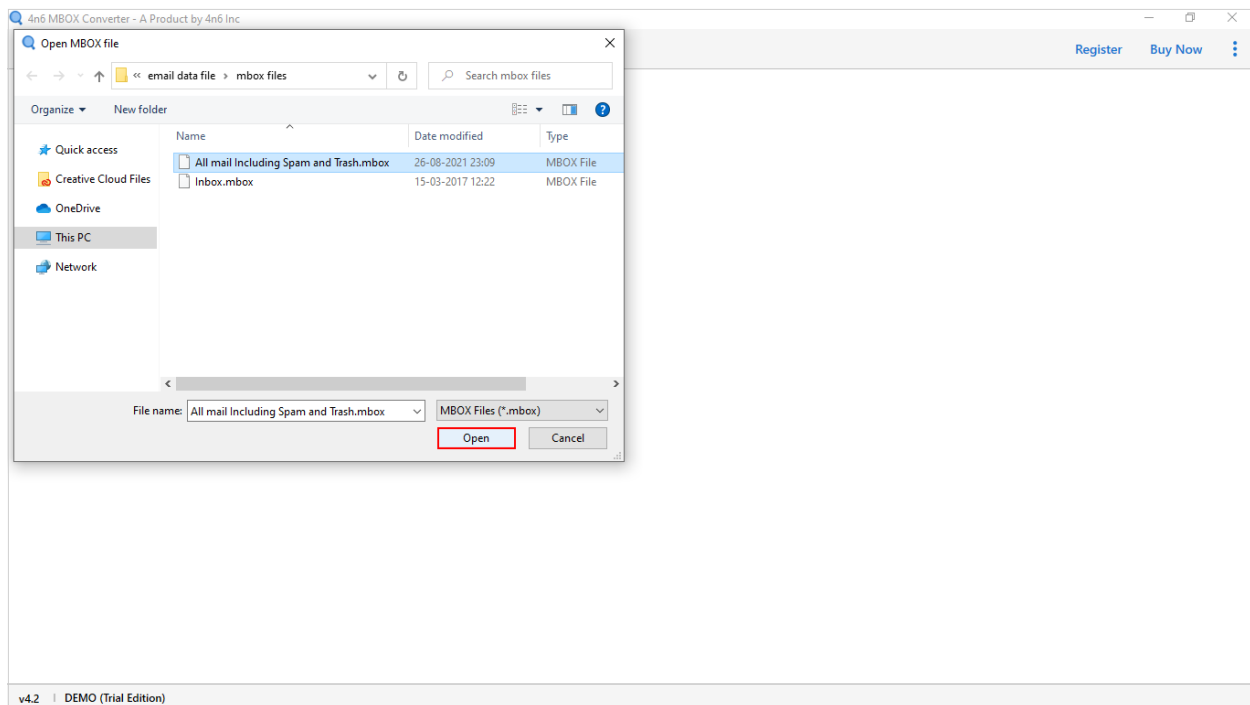 4n6 MBOX Converter - A Product by 4n6 Inc
Open MBOX file
Register Buy Now
« email data file › mbox files
Search mbox files
Organize New folder
Name Date modified Type
Quick access
All mail Including Spam and Trash.mbox 26-08-2021 23:09 MBOX File
Creative Cloud Files
Inbox.mbox 15-03-2017 12:22 MBOX File
OneDrive
This PC
Network
File name: All mail Including Spam and Trash.mbox MBOX Files (*.mbox)
Open Cancel
v4.2 | DEMO (Trial Edition)